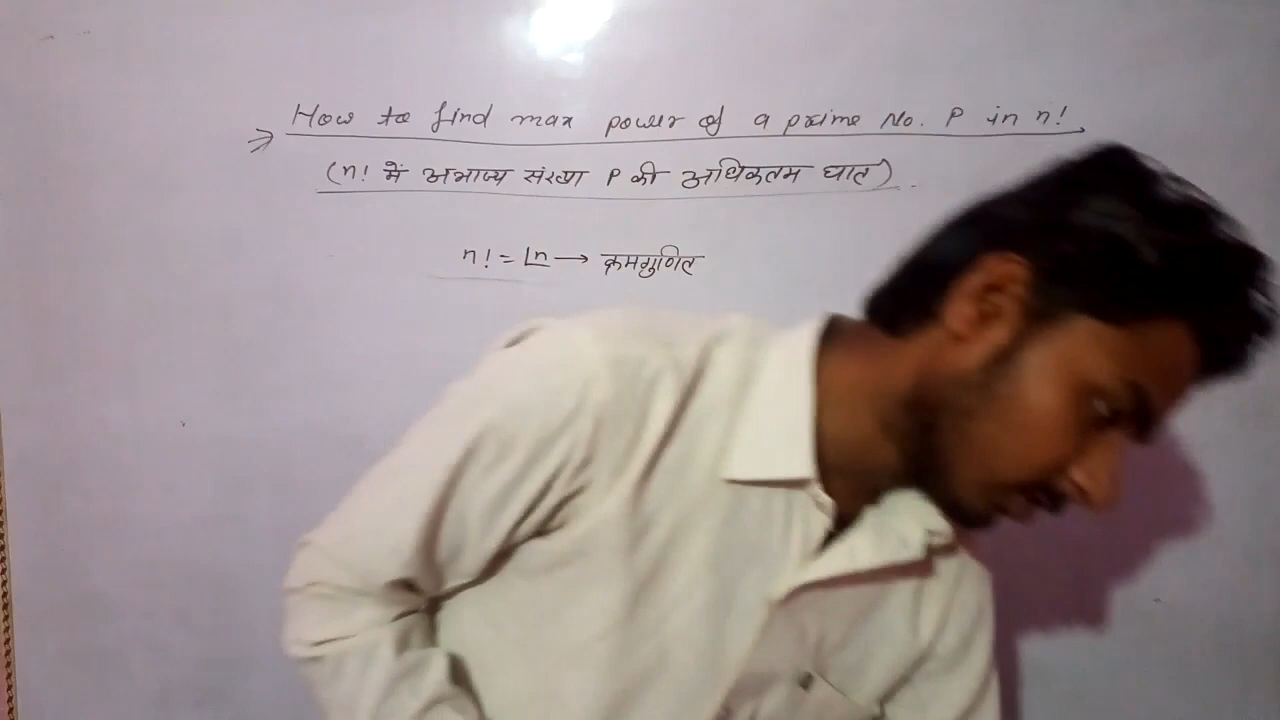 How to find max power of a prime No. P in n!
(n! में अभाज्य संख्या P की अधिकतम घात)
n! = ⌊n → क्रमगुणित